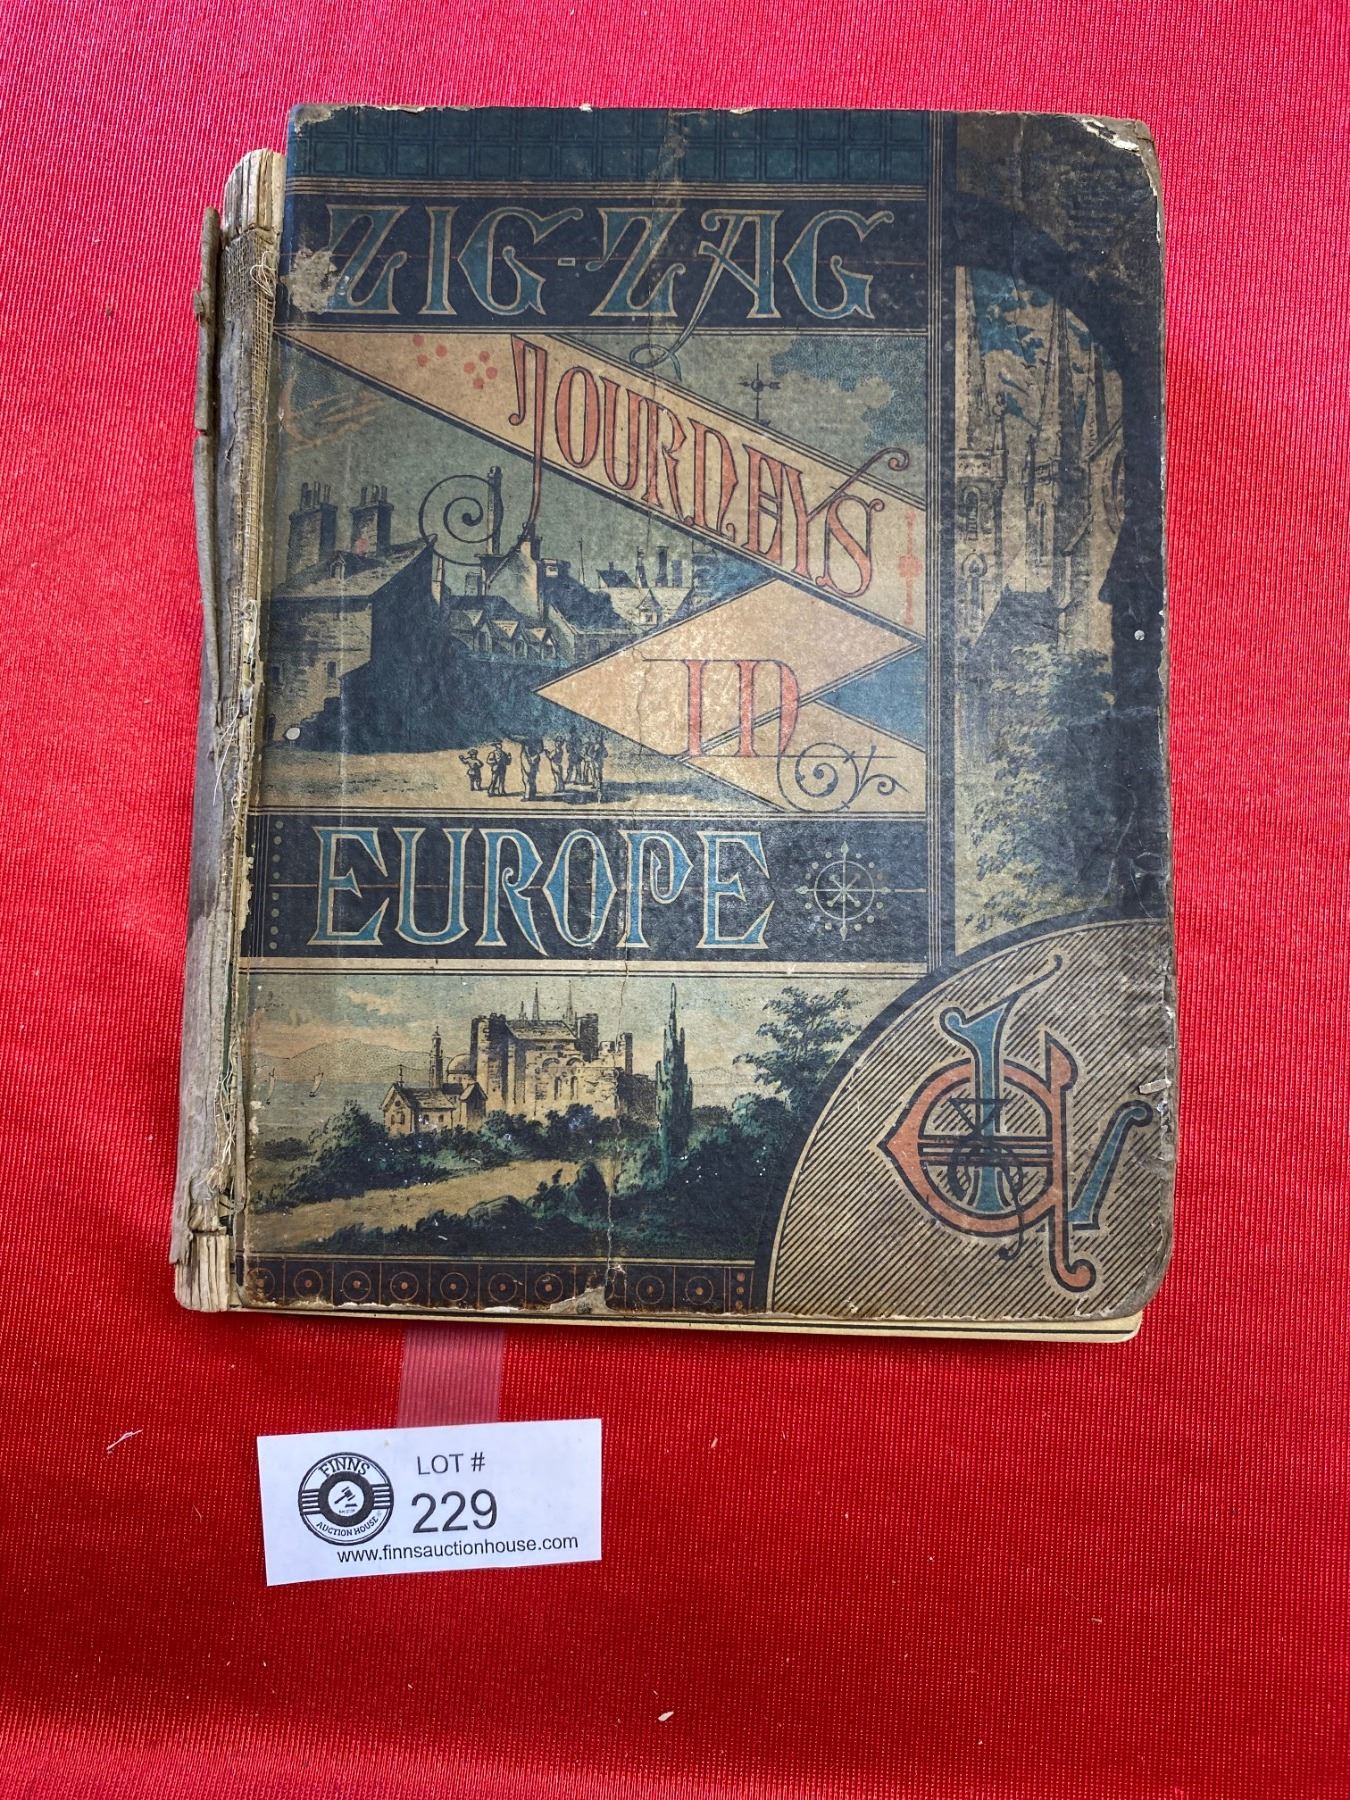 ZIG-ZAG
JOURNEYS
IN
EUROPE
FINNS
AUCTION HOUSE
LOT #
229
www.finnsauctionhouse.com